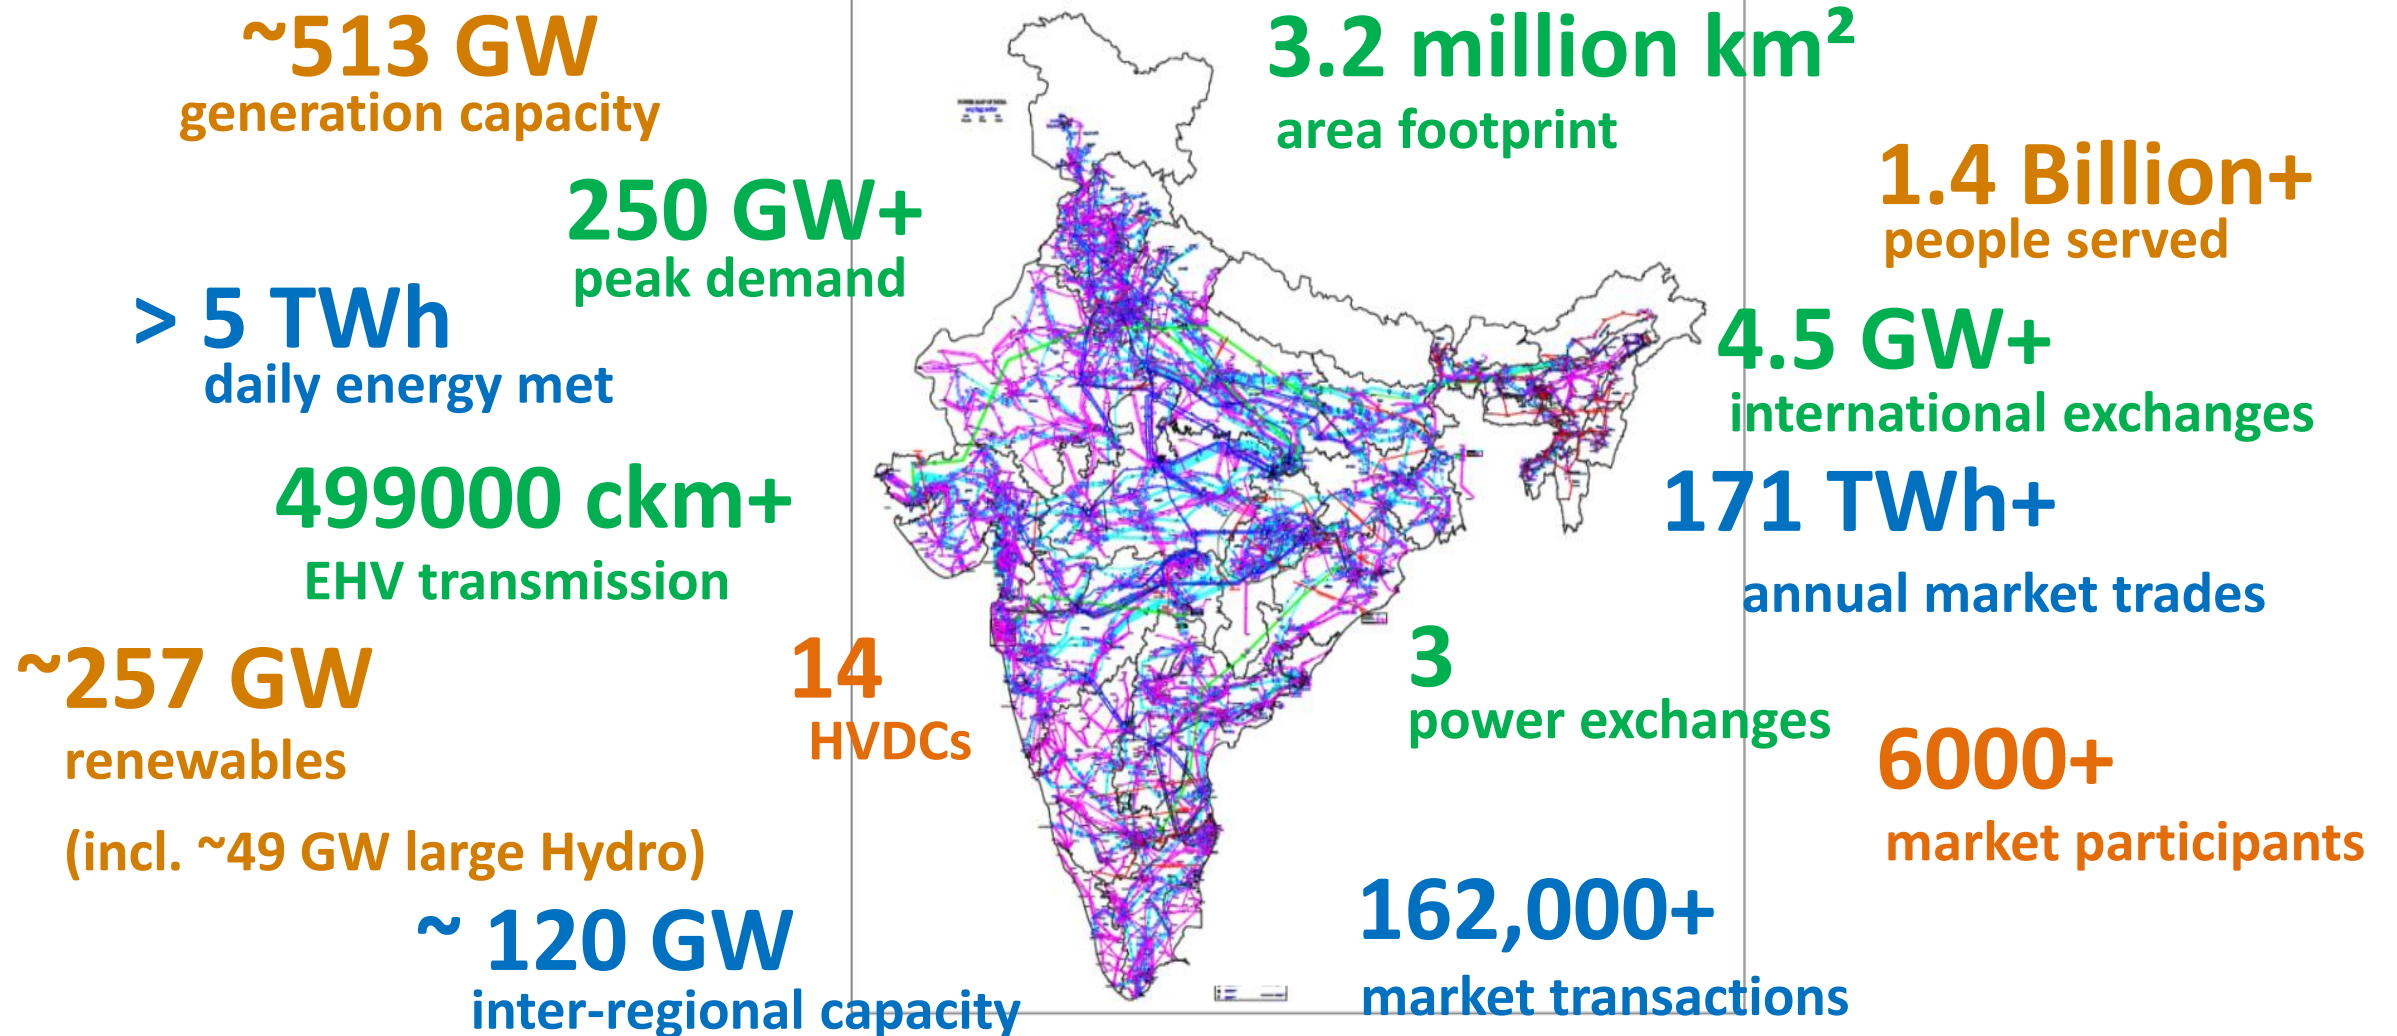 ~513 GW
generation capacity
3.2 million km²
area footprint
250 GW+
peak demand
1.4 Billion+
people served
> 5 TWh
daily energy met
4.5 GW+
international exchanges
499000 ckm+
EHV transmission
171 TWh+
annual market trades
~257 GW
renewables
(incl. ~49 GW large Hydro)
14
HVDCs
3
power exchanges
6000+
market participants
~ 120 GW
inter-regional capacity
162,000+
market transactions